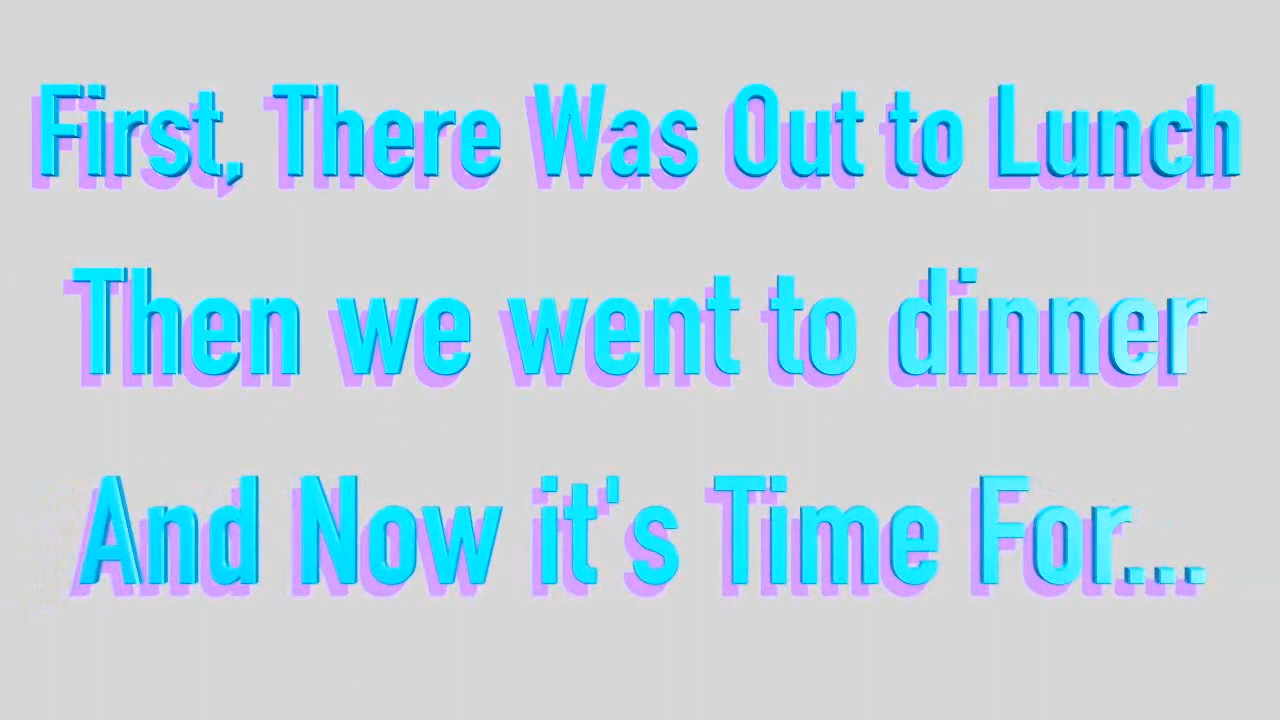 First, There Was Out to Lunch
Then we went to dinner
And Now it's Time For...